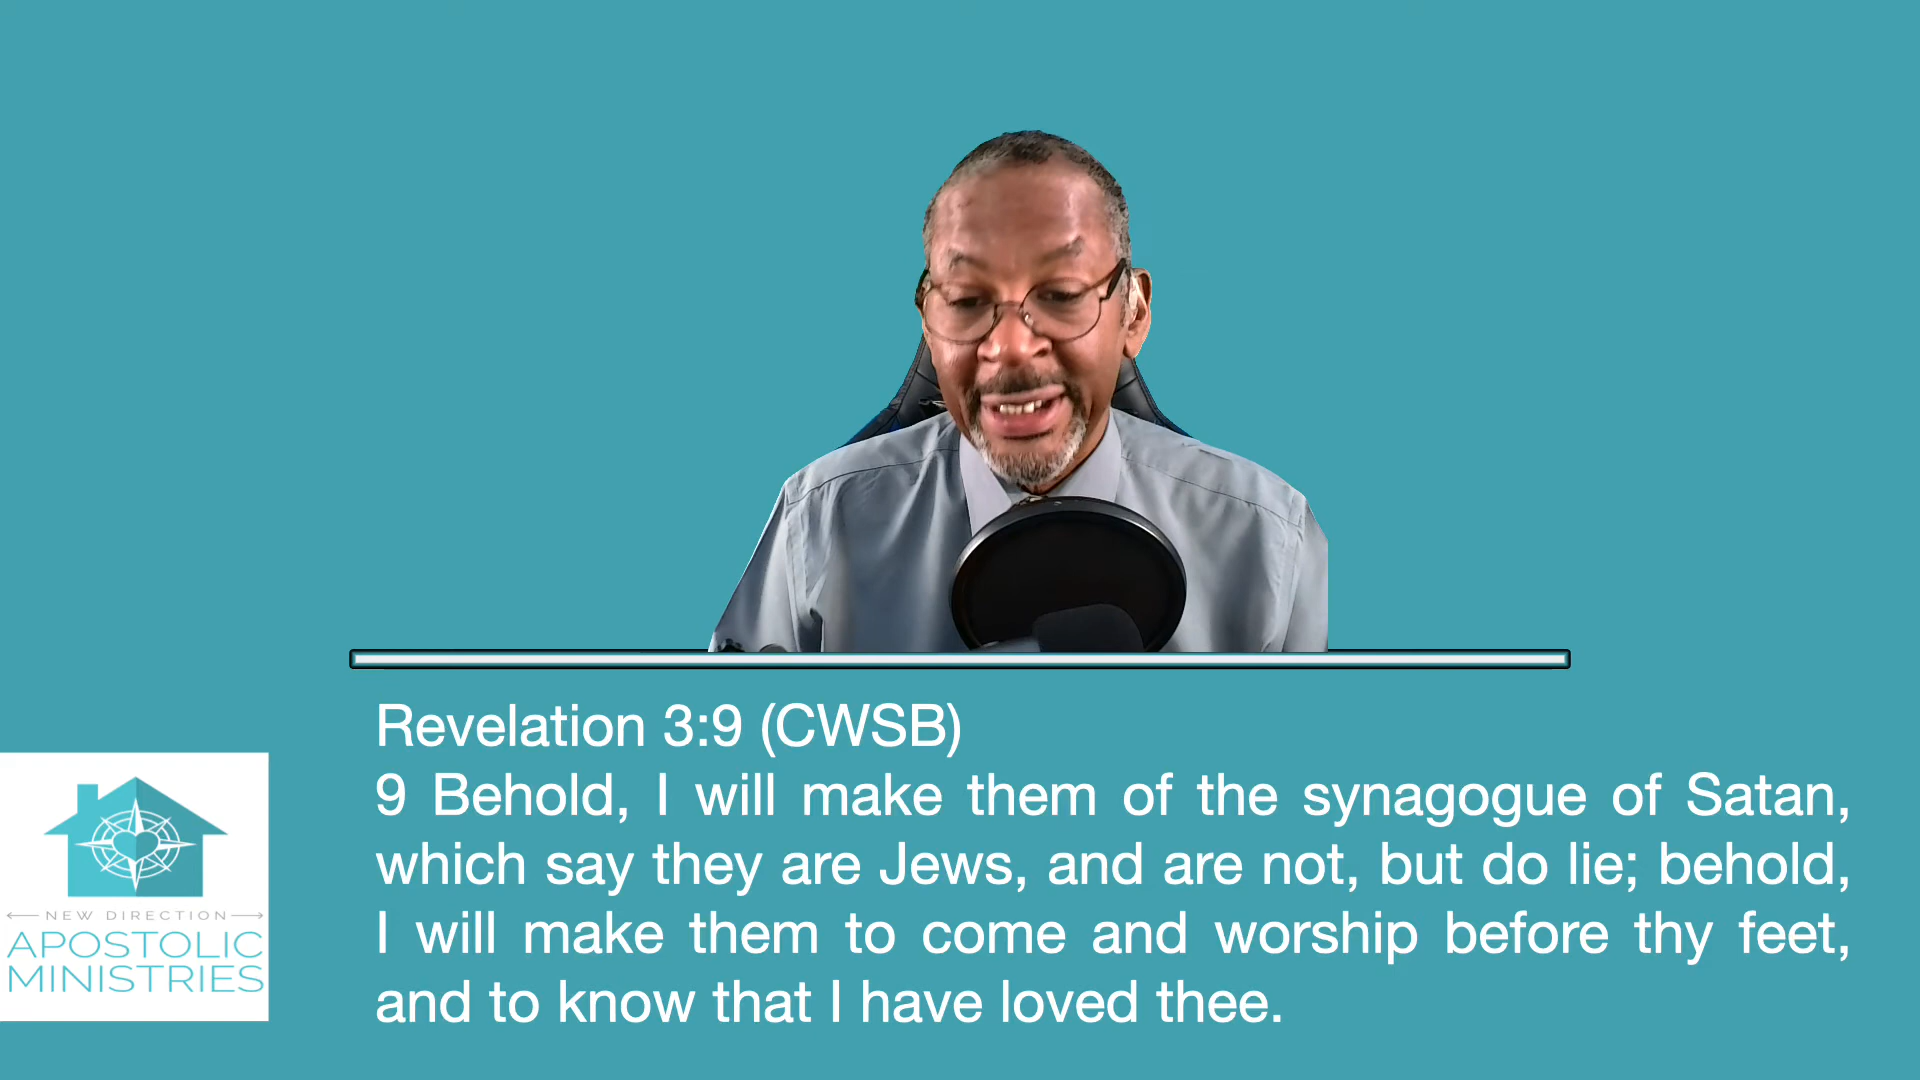 Revelation 3:9 (CWSB)
9 Behold, I will make them of the synagogue of Satan,
which say they are Jews, and are not, but do lie; behold,
I will make them to come and worship before thy feet,
and to know that I have loved thee.
NEW DIRECTION
APOSTOLIC
MINISTRIES